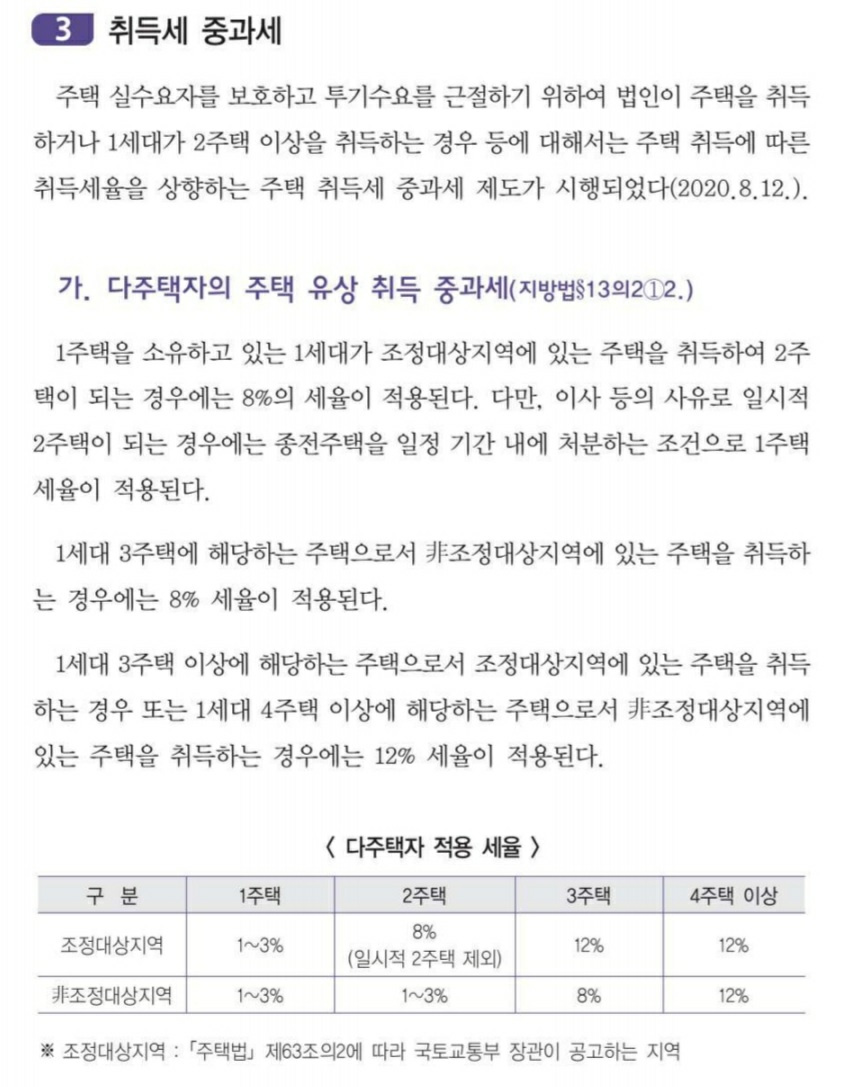 3 취득세 중과세
주택 실수요자를 보호하고 투기수요를 근절하기 위하여 법인이 주택을 취득
하거나 1세대가 2주택 이상을 취득하는 경우 등에 대해서는 주택 취득에 따른
취득세율을 상향하는 주택 취득세 중과세 제도가 시행되었다(2020.8.12.).
가. 다주택자의 주택 유상 취득 중과세(지방법§13의2①2.)
1주택을 소유하고 있는 1세대가 조정대상지역에 있는 주택을 취득하여 2주
택이 되는 경우에는 8%의 세율이 적용된다. 다만, 이사 등의 사유로 일시적
2주택이 되는 경우에는 종전주택을 일정 기간 내에 처분하는 조건으로 1주택
세율이 적용된다.
1세대 3주택에 해당하는 주택으로서 非조정대상지역에 있는 주택을 취득하
는 경우에는 8% 세율이 적용된다.
1세대 3주택 이상에 해당하는 주택으로서 조정대상지역에 있는 주택을 취득
하는 경우 또는 1세대 4주택 이상에 해당하는 주택으로서 非조정대상지역에
있는 주택을 취득하는 경우에는 12% 세율이 적용된다.
〈 다주택자 적용 세율 〉
구 분 1주택 2주택 3주택 4주택 이상
조정대상지역 1~3% 8% (일시적 2주택 제외) 12% 12%
非조정대상지역 1~3% 1~3% 8% 12%
※ 조정대상지역 : 「주택법」 제63조의2에 따라 국토교통부 장관이 공고하는 지역